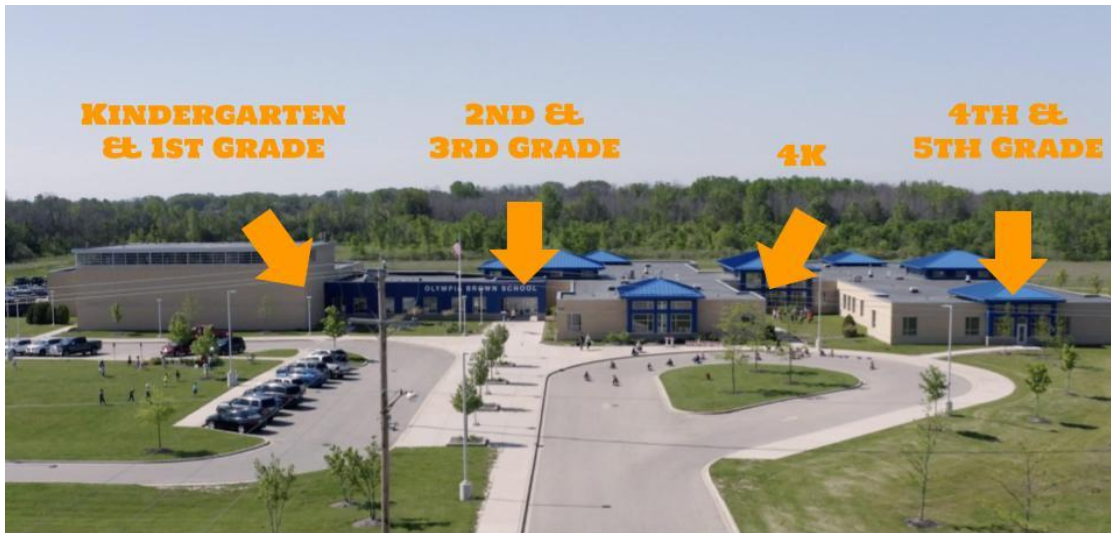 Kindergarten
& 1st Grade
2nd &
3rd Grade
4K
4th &
5th Grade
OLYMPIA BROWN SCHOOL